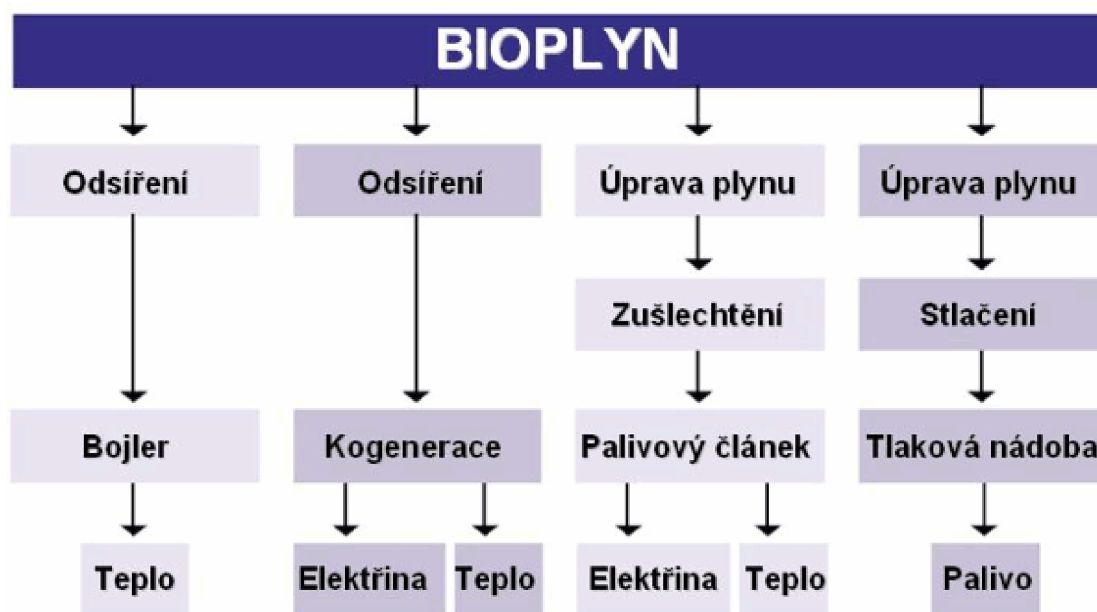 BIOPLYN
Odsíření
Odsíření
Úprava plynu
Úprava plynu
Zušlechtění
Stlačení
Bojler
Kogenerace
Palivový článek
Tlaková nádoba
Teplo
Elektřina
Teplo
Elektřina
Teplo
Palivo